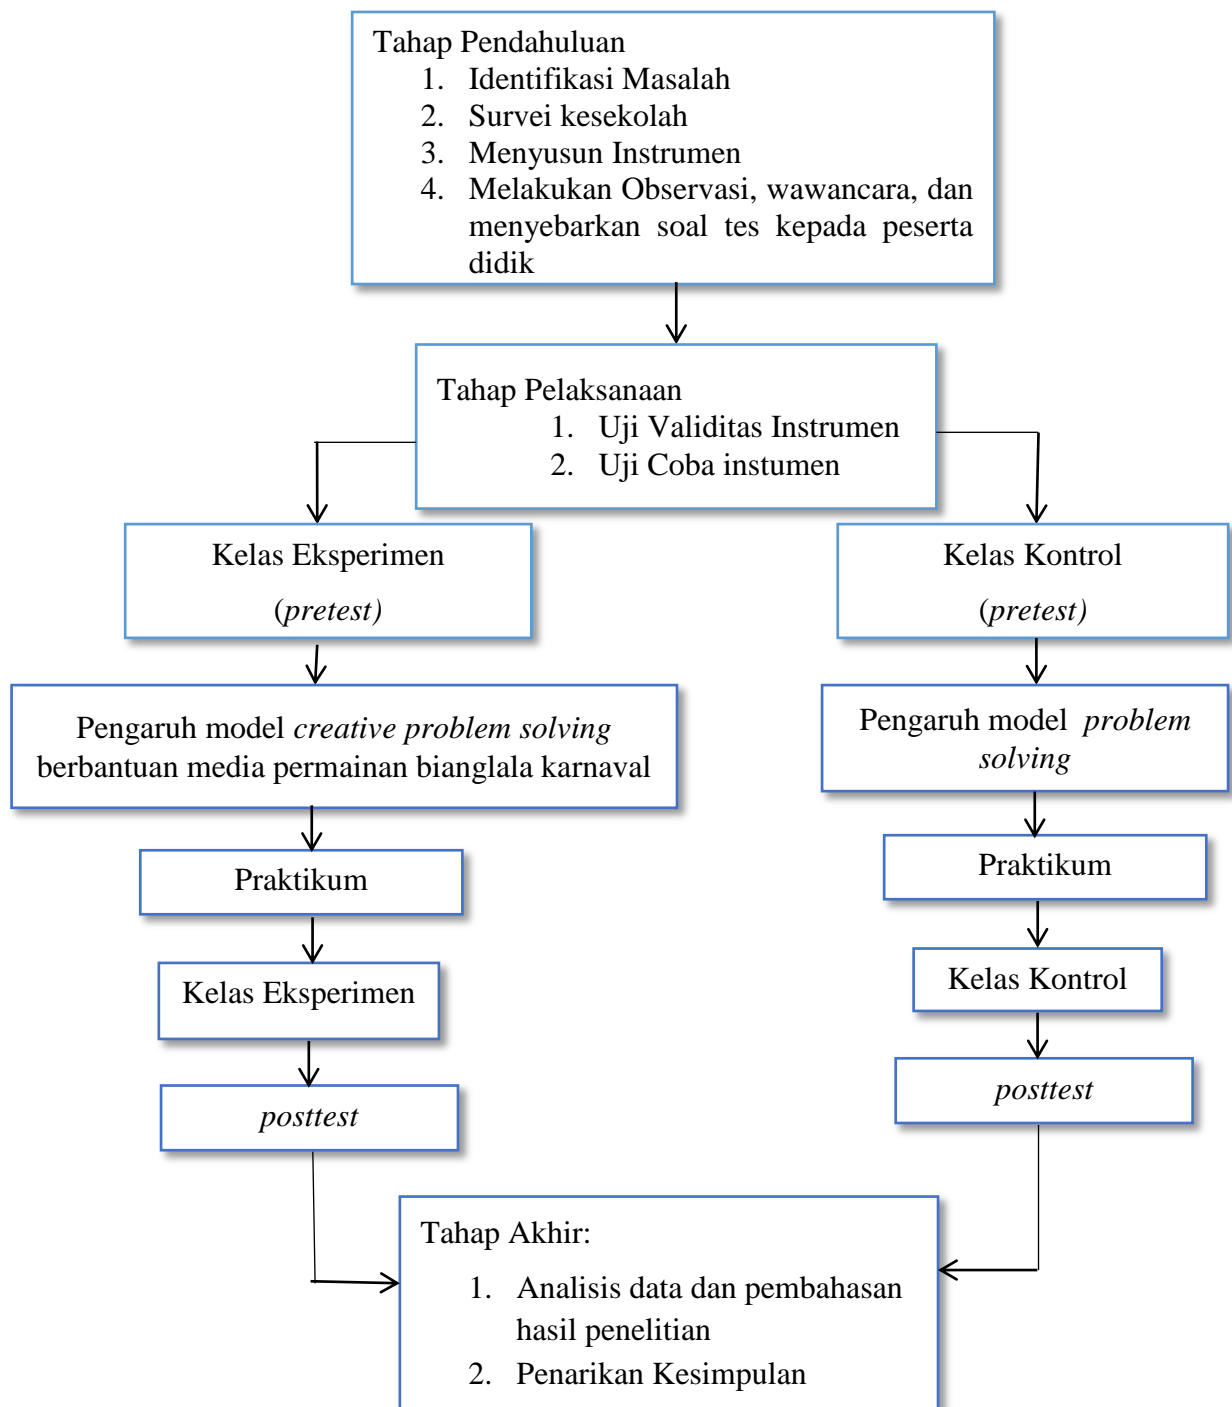 Tahap Pendahuluan
1. Identifikasi Masalah
2. Survei kesekolah
3. Menyusun Instrumen
4. Melakukan Observasi, wawancara, dan
menyebarkan soal tes kepada peserta
didik
Tahap Pelaksanaan
1. Uji Validitas Instrumen
2. Uji Coba instumen
Kelas Eksperimen
(pretest)
Kelas Kontrol
(pretest)
Pengaruh model creative problem solving
berbantuan media permainan bianglala karnaval
Pengaruh model problem
solving
Praktikum
Praktikum
Kelas Eksperimen
Kelas Kontrol
posttest
posttest
Tahap Akhir:
1. Analisis data dan pembahasan
hasil penelitian
2. Penarikan Kesimpulan